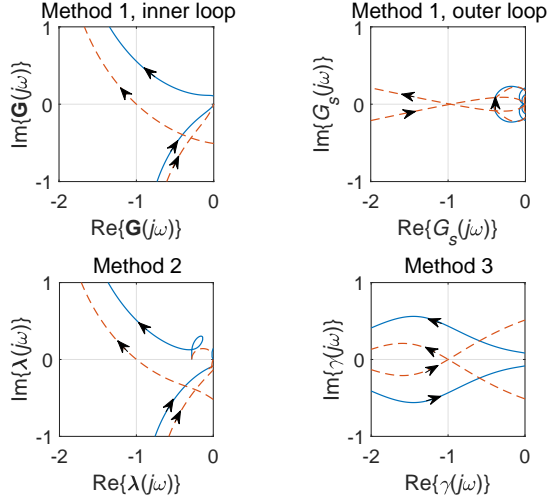 Method 1, inner loop
Method 1, outer loop
1
0
-1
-2
-1
0
Im{G(jω)}
Re{G(jω)}
1
0
-1
-2
-1
0
Im{G_s(jω)}
Re{G_s(jω)}
Method 2
Method 3
1
0
-1
-2
-1
0
Im{λ(jω)}
Re{λ(jω)}
1
0
-1
-2
-1
0
Im{γ(jω)}
Re{γ(jω)}